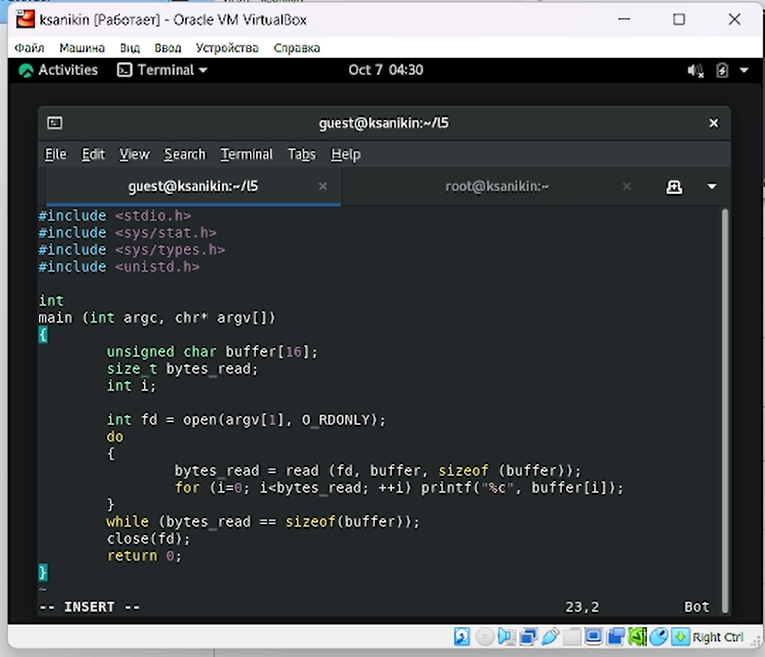 ksanikin [Работает] - Oracle VM VirtualBox
Файл Машина Вид Ввод Устройства Справка
Activities Terminal Oct 7 04:30
guest@ksanikin:~/l5
File Edit View Search Terminal Tabs Help
guest@ksanikin:~/l5 root@ksanikin:~
#include <stdio.h>
#include <sys/stat.h>
#include <sys/types.h>
#include <unistd.h>
int
main (int argc, chr* argv[])
{
unsigned char buffer[16];
size_t bytes_read;
int i;
int fd = open(argv[1], O_RDONLY);
do
{
bytes_read = read (fd, buffer, sizeof (buffer));
for (i=0; i<bytes_read; ++i) printf("%c", buffer[i]);
}
while (bytes_read == sizeof(buffer));
close(fd);
return 0;
}
~
-- INSERT -- 23,2 Bot
Right Ctrl